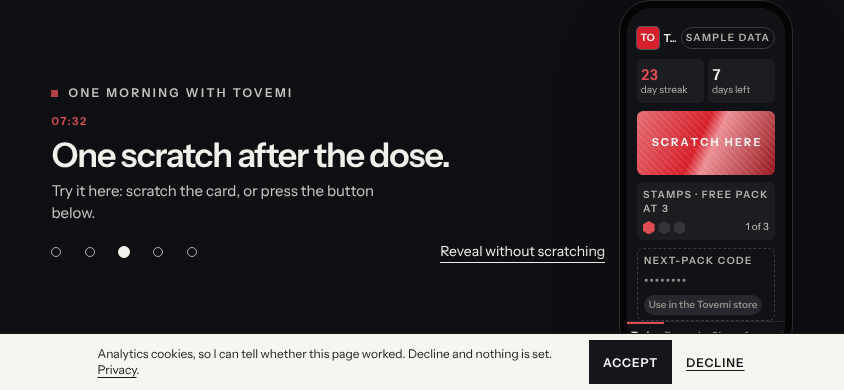 ONE MORNING WITH TOVEMI
07:32
One scratch after the dose.
Try it here: scratch the card, or press the button
below.
Reveal without scratching
TO T... SAMPLE DATA
23
day streak
7
days left
SCRATCH HERE
STAMPS · FREE PACK
AT 3
1 of 3
NEXT-PACK CODE
Use in the Tovemi store
Analytics cookies, so I can tell whether this page worked. Decline and nothing is set.
Privacy.
ACCEPT
DECLINE